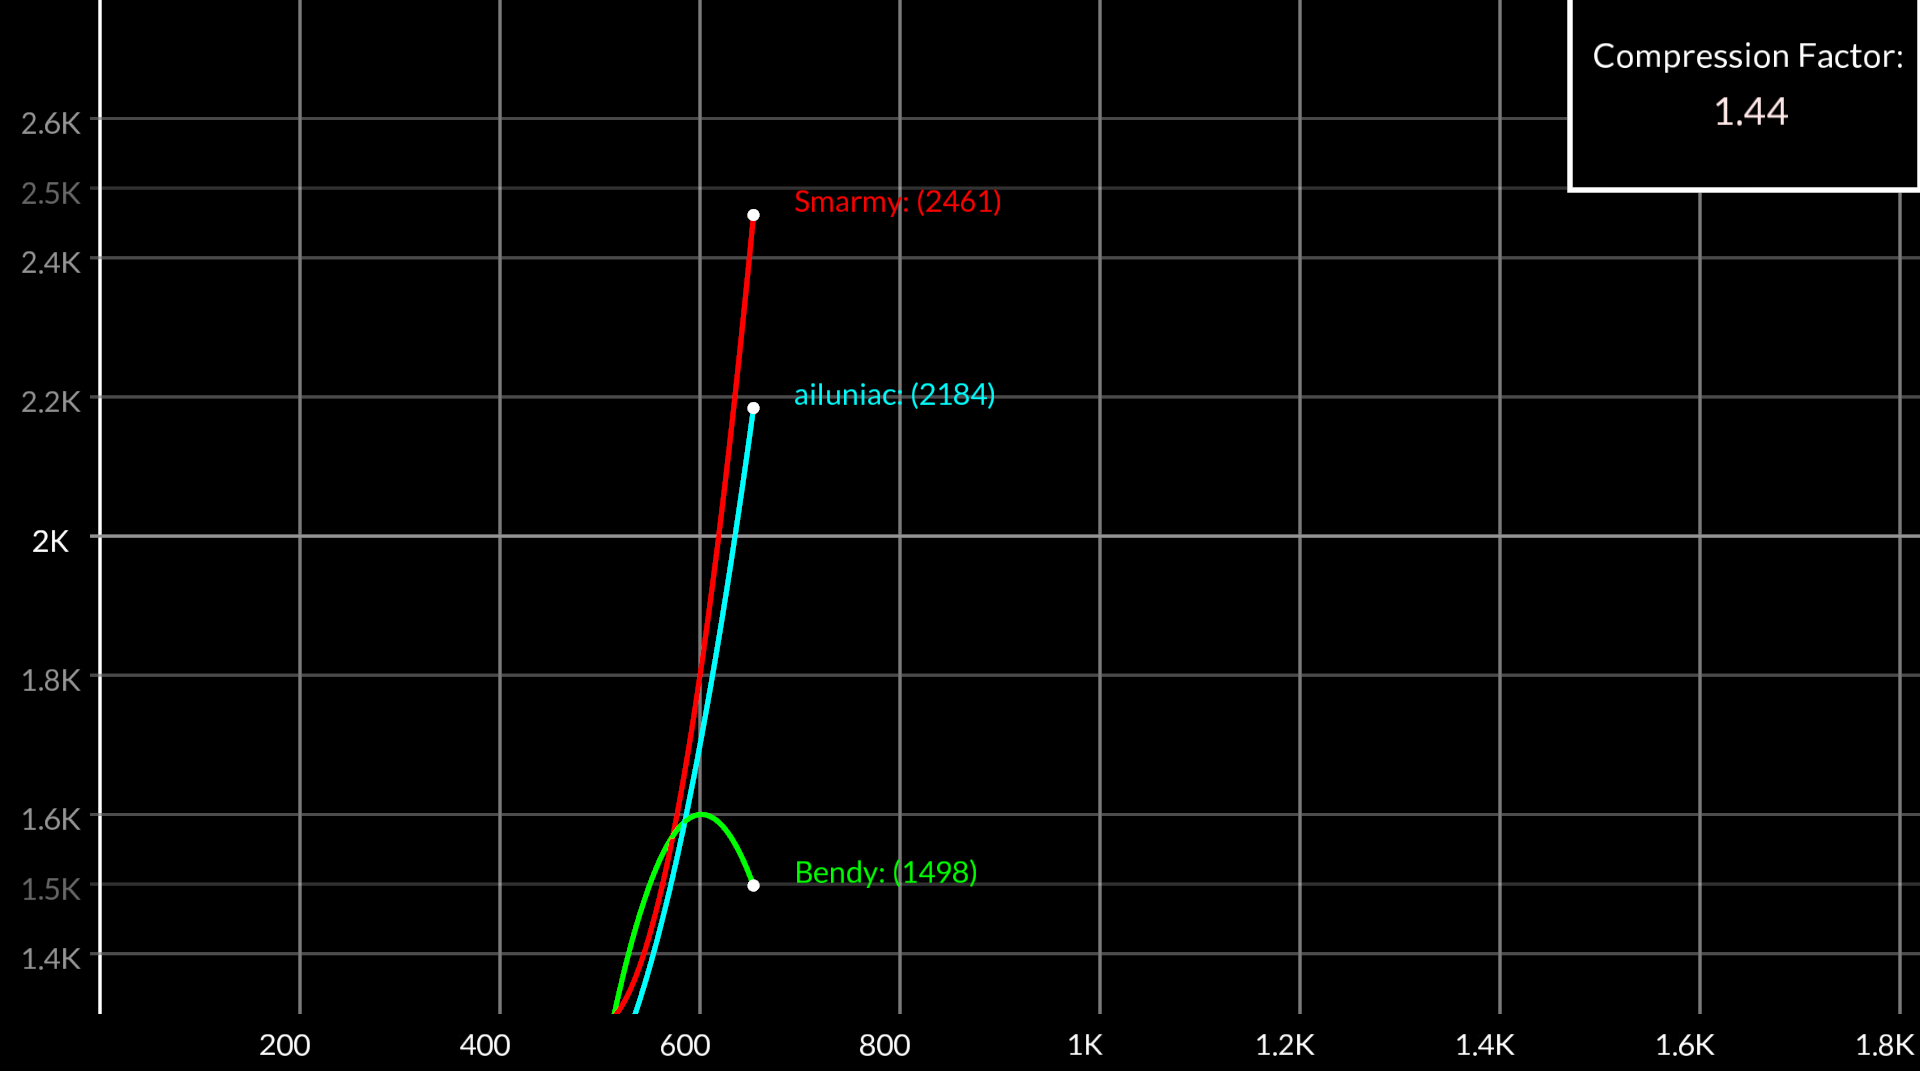 Compression Factor:
1.44
2.6K
2.5K
Smarmy: (2461)
2.4K
2.2K
ailuniac: (2184)
2K
1.8K
1.6K
Bendy: (1498)
1.5K
1.4K
200 400 600 800 1K 1.2K 1.4K 1.6K 1.8K